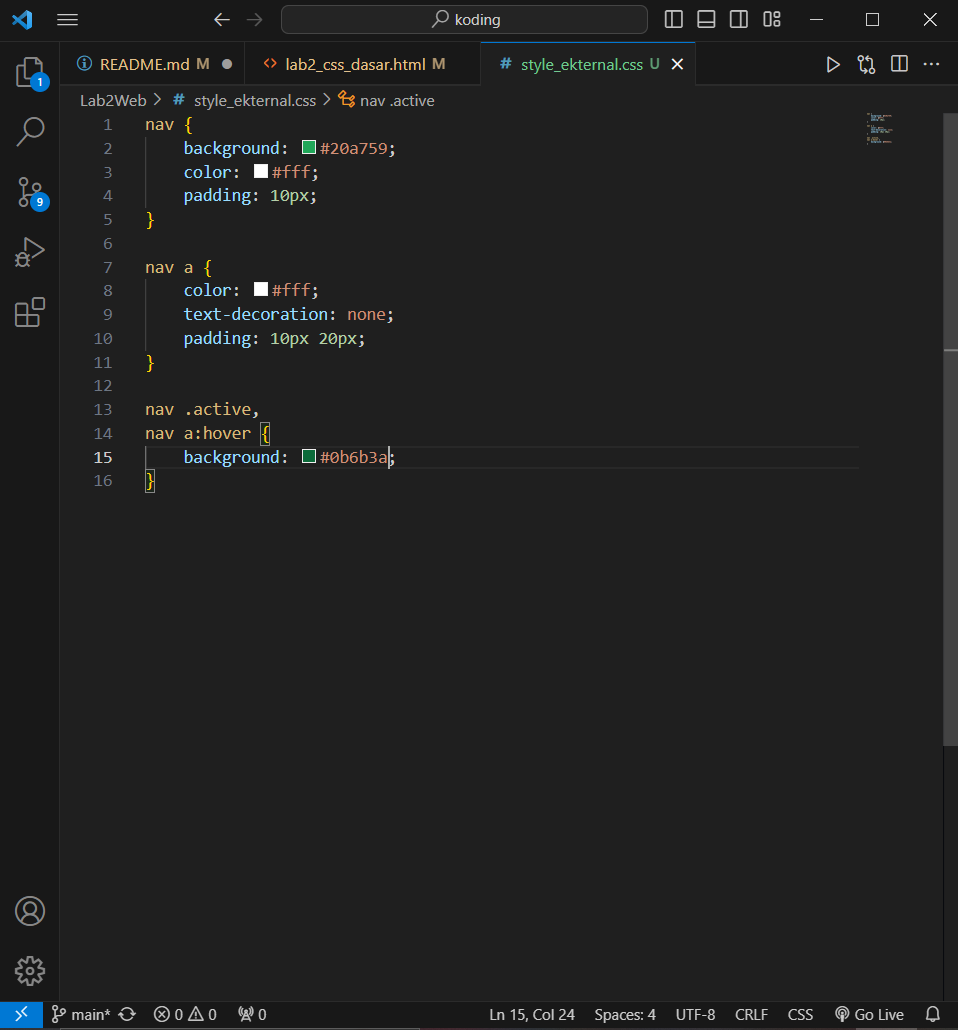 koding
README.md M
lab2_css_dasar.html M
# style_ekternal.css U
Lab2Web > # style_ekternal.css > nav .active
1 nav {
2     background: #20a759;
3     color: #fff;
4     padding: 10px;
5 }
6
7 nav a {
8     color: #fff;
9     text-decoration: none;
10     padding: 10px 20px;
11 }
12
13 nav .active,
14 nav a:hover {
15     background: #0b6b3a;
16 }
1
9
main* 0 0 0 Ln 15, Col 24 Spaces: 4 UTF-8 CRLF CSS Go Live